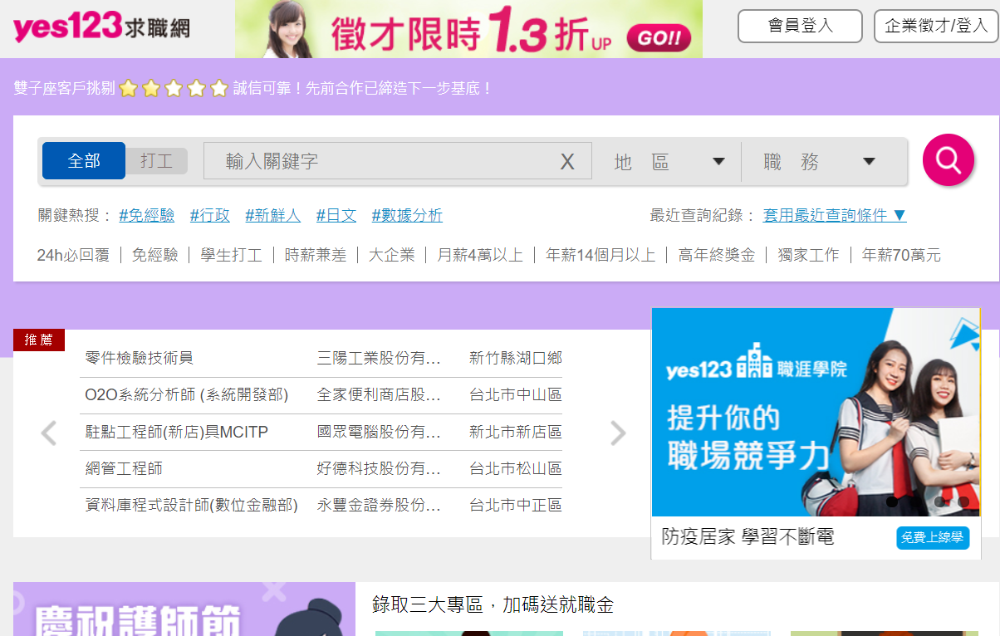 yes123求職網
徵才限時1.3折UP GO!!
會員登入
企業徵才/登入
雙子座客戶挑剔 誠信可靠！先前合作已締造下一步基底！
全部 打工 輸入關鍵字 X 地 區 職 務
關鍵熱搜： #免經驗 #行政 #新鮮人 #日文 #數據分析
最近查詢紀錄： 套用最近查詢條件 ▼
24h必回覆 │ 免經驗 │ 學生打工 │ 時薪兼差 │ 大企業 │ 月薪4萬以上 │ 年薪14個月以上 │ 高年終獎金 │ 獨家工作 │ 年薪70萬元
推薦
零件檢驗技術員 三陽工業股份有... 新竹縣湖口鄉
O2O系統分析師 (系統開發部) 全家便利商店股... 台北市中山區
駐點工程師(新店)具MCITP 國眾電腦股份有... 新北市新店區
網管工程師 好德科技股份有... 台北市松山區
資料庫程式設計師(數位金融部) 永豐金證券股份... 台北市中正區
yes123 職涯學院
提升你的
職場競爭力
防疫居家 學習不斷電
免費上線學
慶祝護師節
錄取三大專區，加碼送就職金